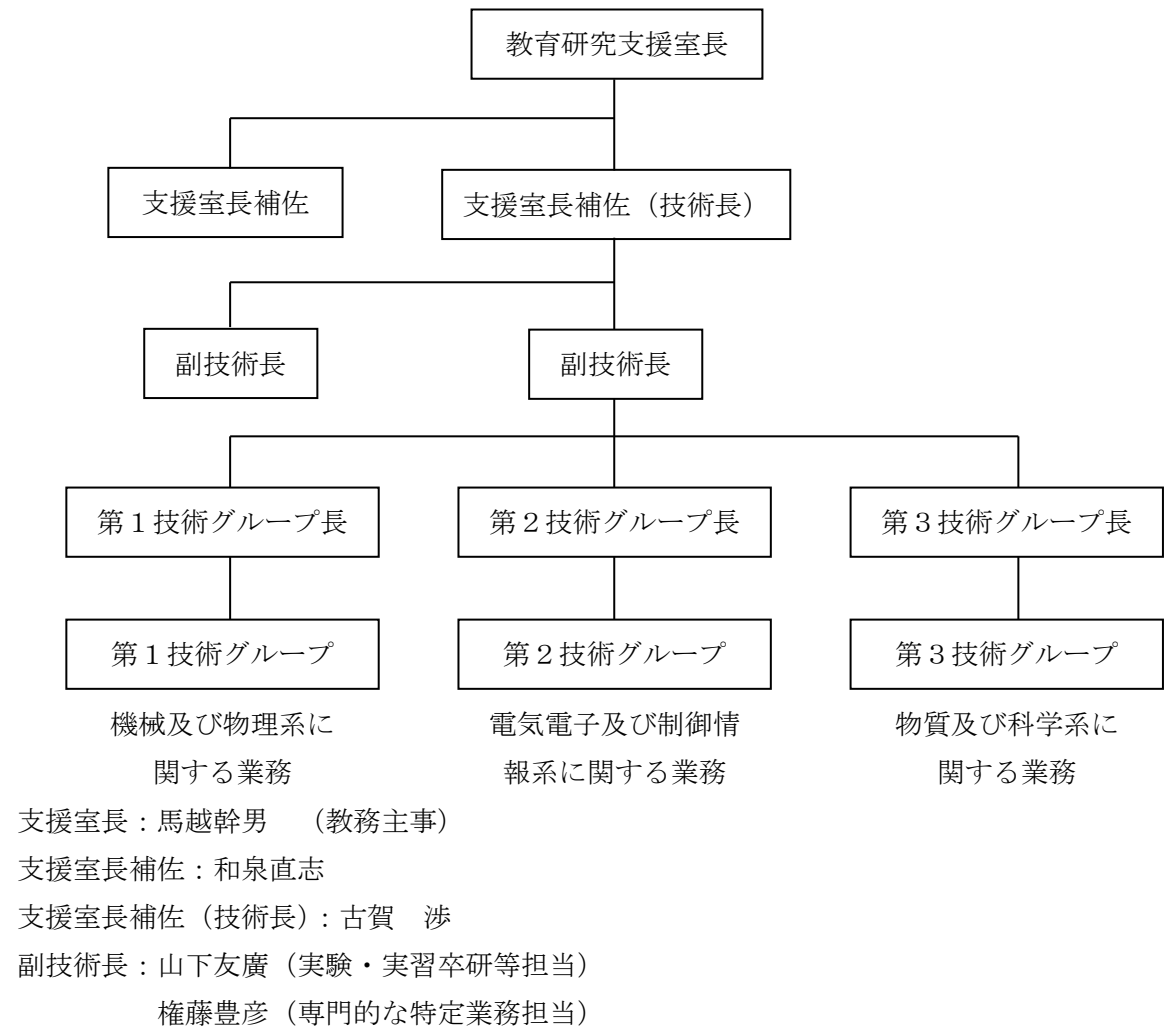 教育研究支援室長
支援室長補佐
支援室長補佐（技術長）
副技術長
副技術長
第１技術グループ長
第２技術グループ長
第３技術グループ長
第１技術グループ
第２技術グループ
第３技術グループ
機械及び物理系に
関する業務
電気電子及び制御情
報系に関する業務
物質及び科学系に
関する業務
支援室長：馬越幹男　（教務主事）
支援室長補佐：和泉直志
支援室長補佐（技術長）：古賀　渉
副技術長：山下友廣（実験・実習卒研等担当）
権藤豊彦（専門的な特定業務担当）